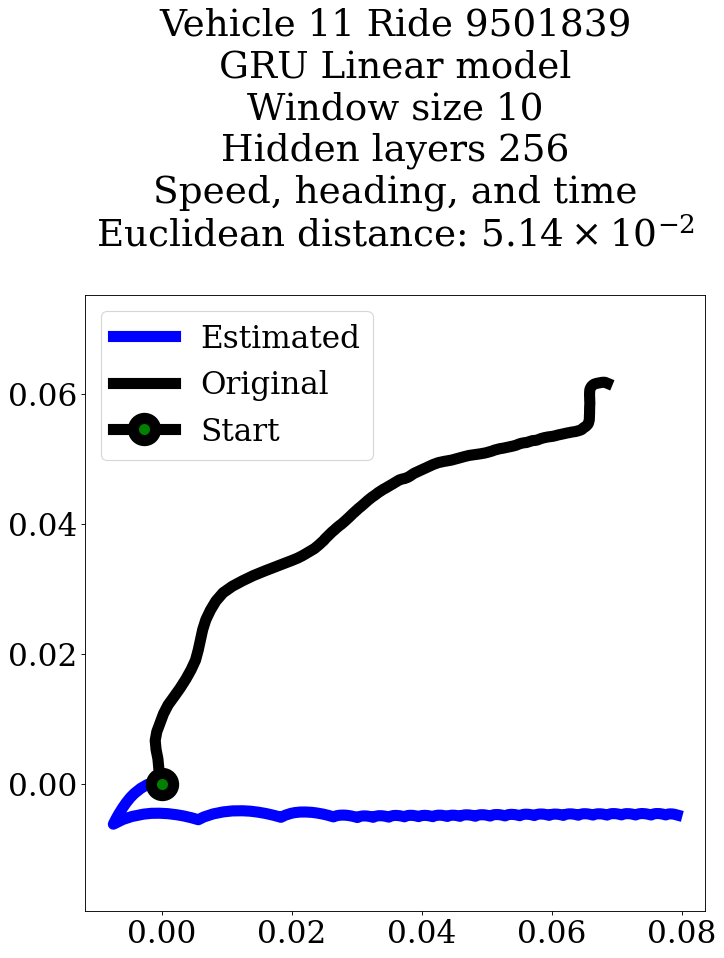 Vehicle 11 Ride 9501839
GRU Linear model
Window size 10
Hidden layers 256
Speed, heading, and time
Euclidean distance: 5.14 × 10⁻²
Estimated
Original
Start
0.06
0.04
0.02
0.00
0.00 0.02 0.04 0.06 0.08